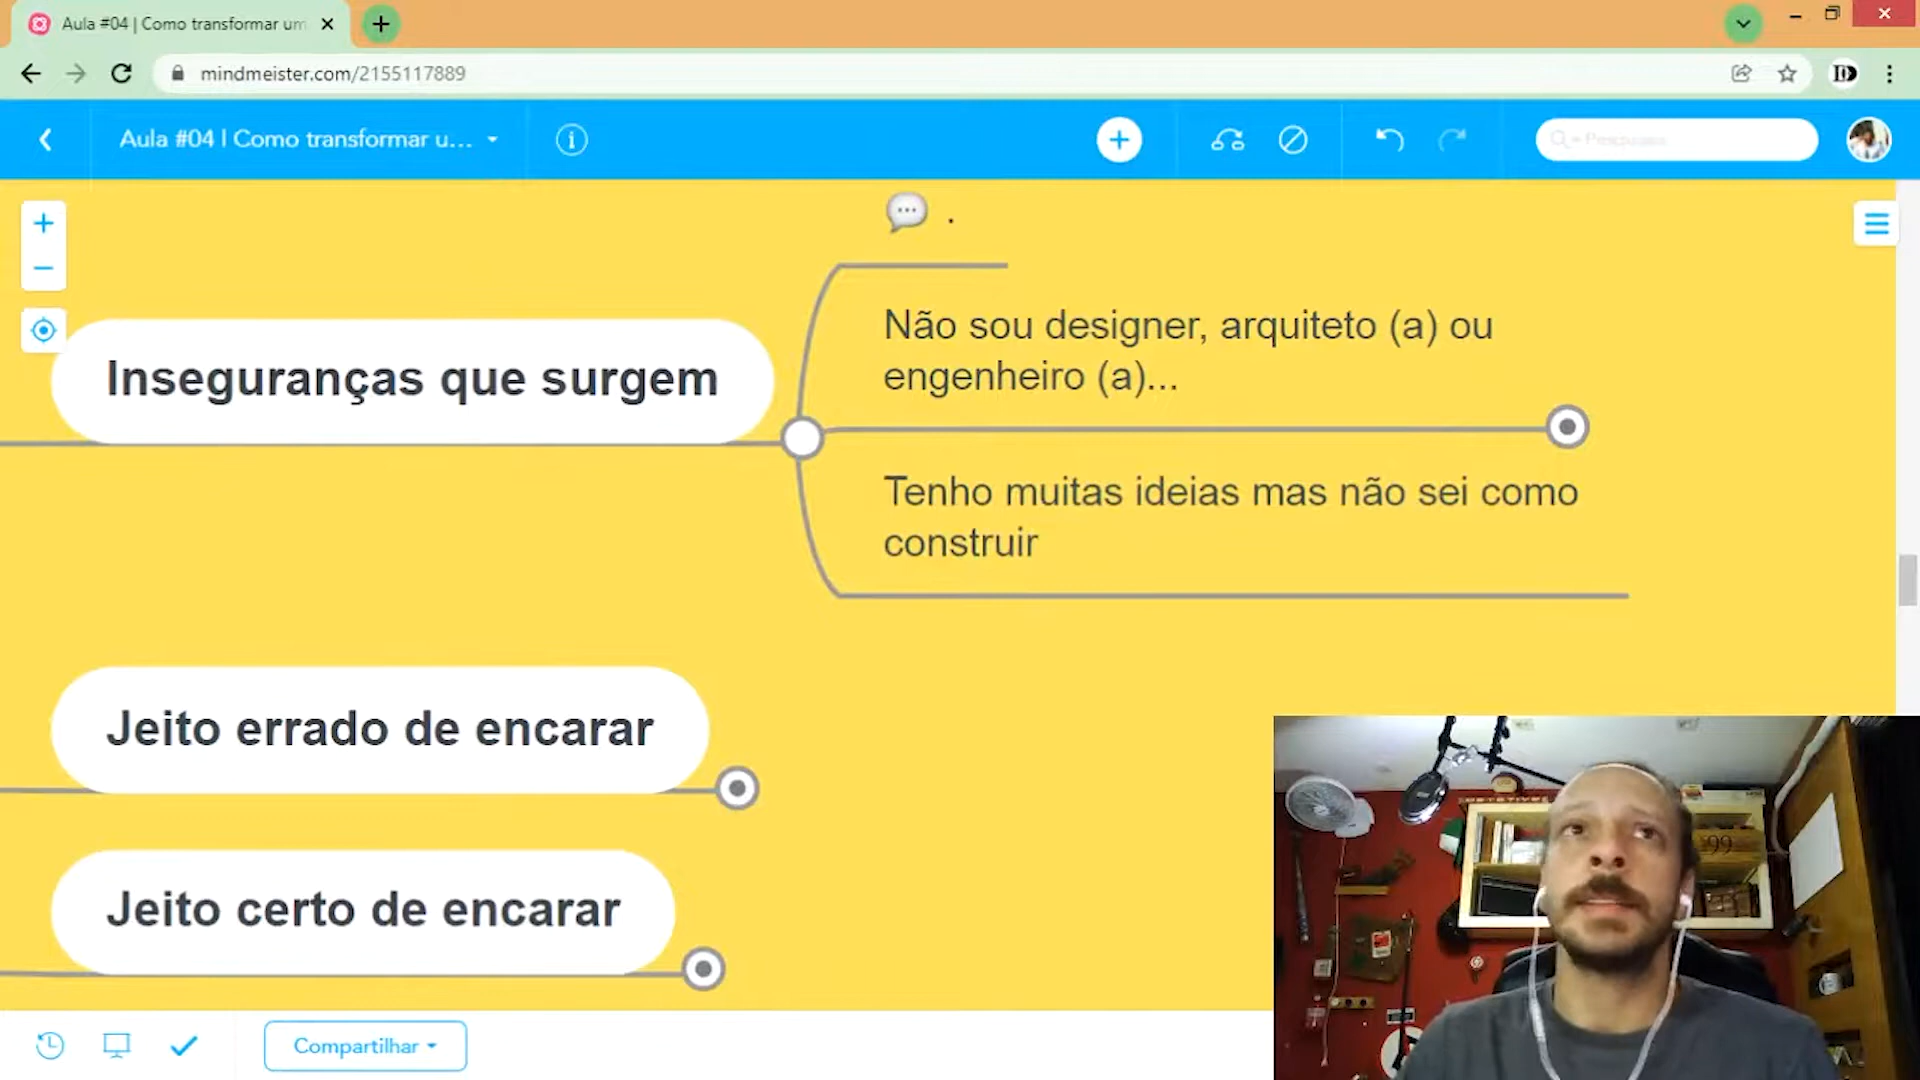 Aula #04 | Como transformar um
mindmeister.com/2155117889
Aula #04 | Como transformar u...
Pesquisar
.
Não sou designer, arquiteto (a) ou
engenheiro (a)...
Inseguranças que surgem
Tenho muitas ideias mas não sei como
construir
Jeito errado de encarar
Jeito certo de encarar
Compartilhar